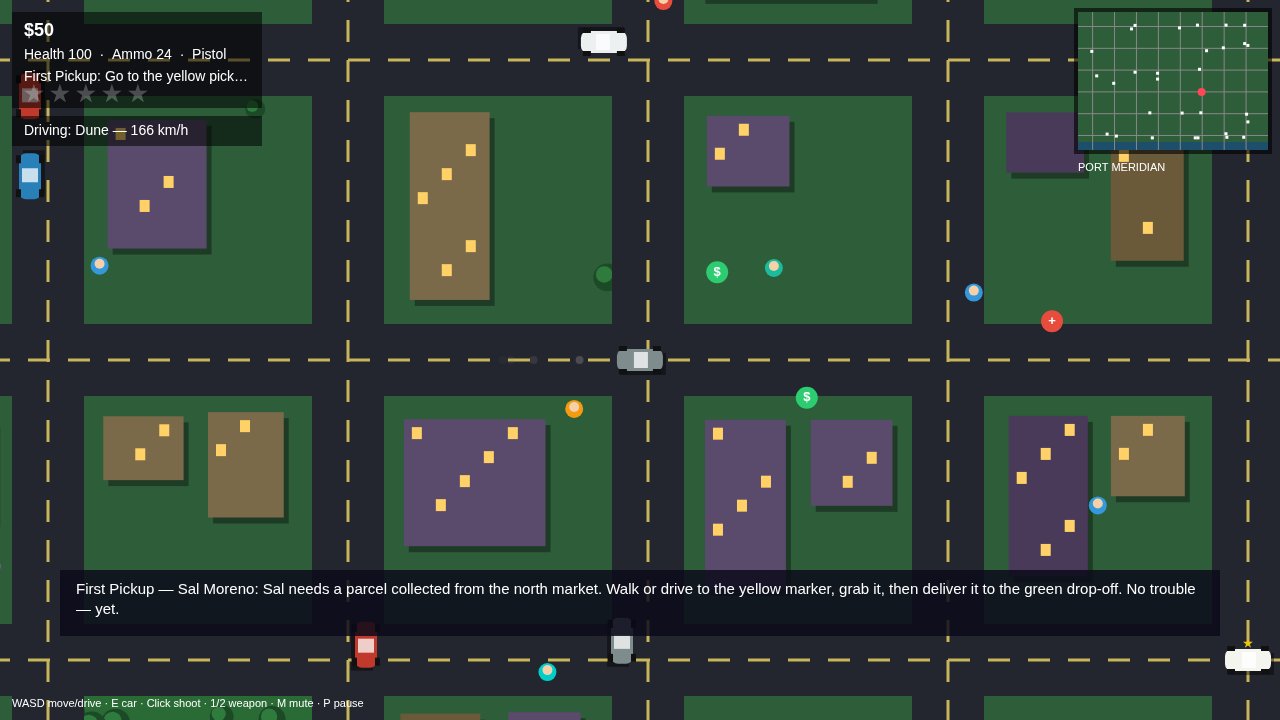 $50
Health 100 · Ammo 24 · Pistol
First Pickup: Go to the yellow pick…
★★★★★
Driving: Dune — 166 km/h
PORT MERIDIAN
$
+
$
First Pickup — Sal Moreno: Sal needs a parcel collected from the north market. Walk or drive to the yellow marker, grab it, then deliver it to the green drop-off. No trouble
— yet.
WASD move/drive · E car · Click shoot · 1/2 weapon · M mute · P pause